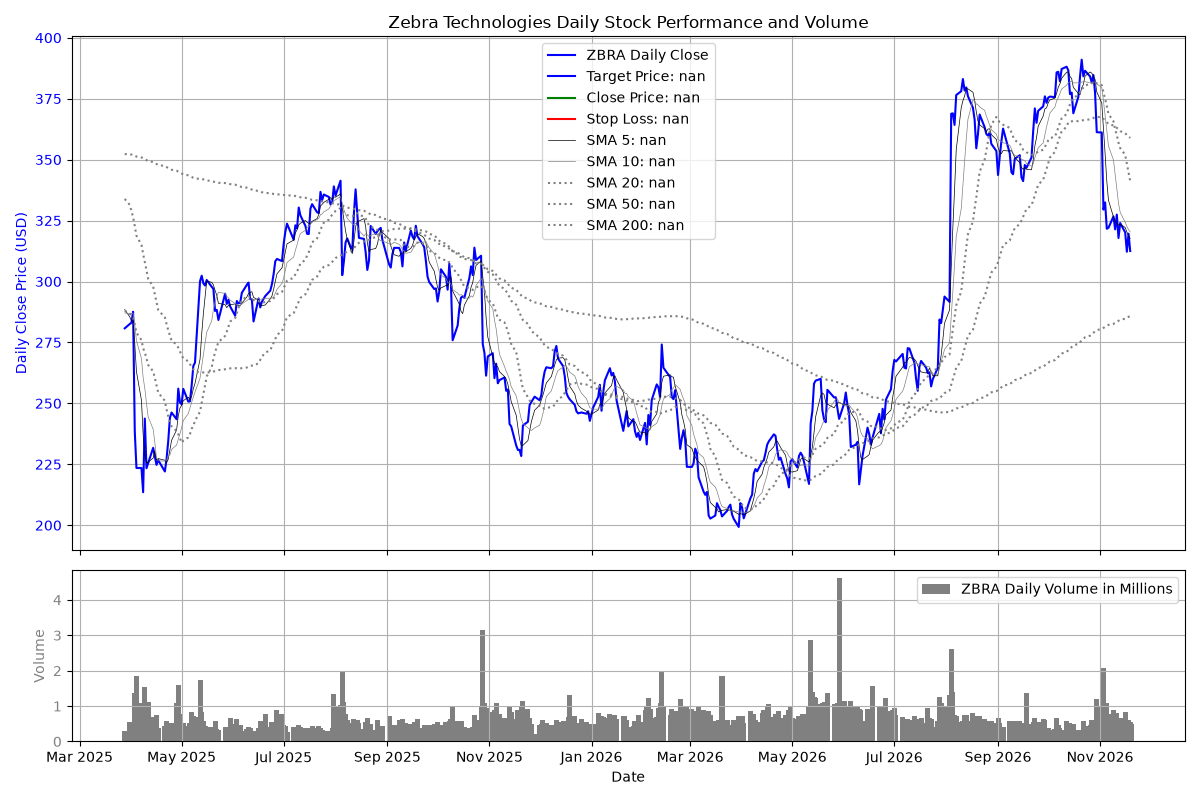 Zebra Technologies Daily Stock Performance and Volume
400
375
350
325
300
275
250
225
200
Daily Close Price (USD)
ZBRA Daily Close
Target Price: nan
Close Price: nan
Stop Loss: nan
SMA 5: nan
SMA 10: nan
SMA 20: nan
SMA 50: nan
SMA 200: nan
4
3
2
1
0
Volume
ZBRA Daily Volume in Millions
Mar 2025 May 2025 Jul 2025 Sep 2025 Nov 2025 Jan 2026 Mar 2026 May 2026 Jul 2026 Sep 2026 Nov 2026
Date